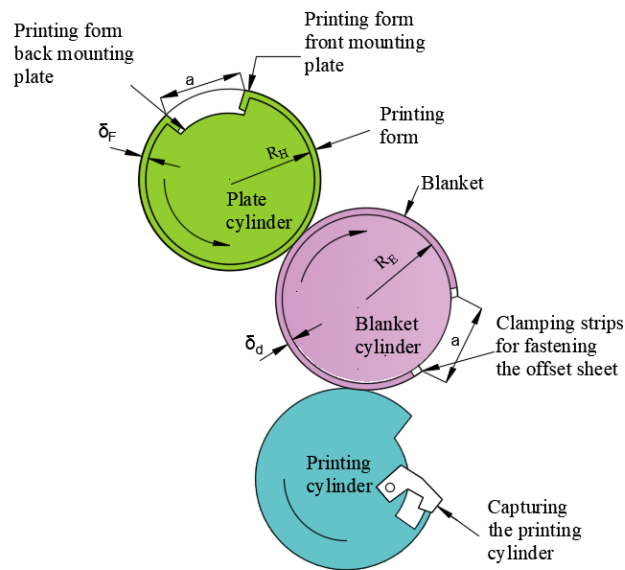 Printing form
back mounting
plate
a
Printing form
front mounting
plate
δF
RH
Printing
form
Plate
cylinder
Blanket
RE
Blanket
cylinder
a
Clamping strips
for fastening
the offset sheet
δd
Printing
cylinder
Capturing
the printing
cylinder